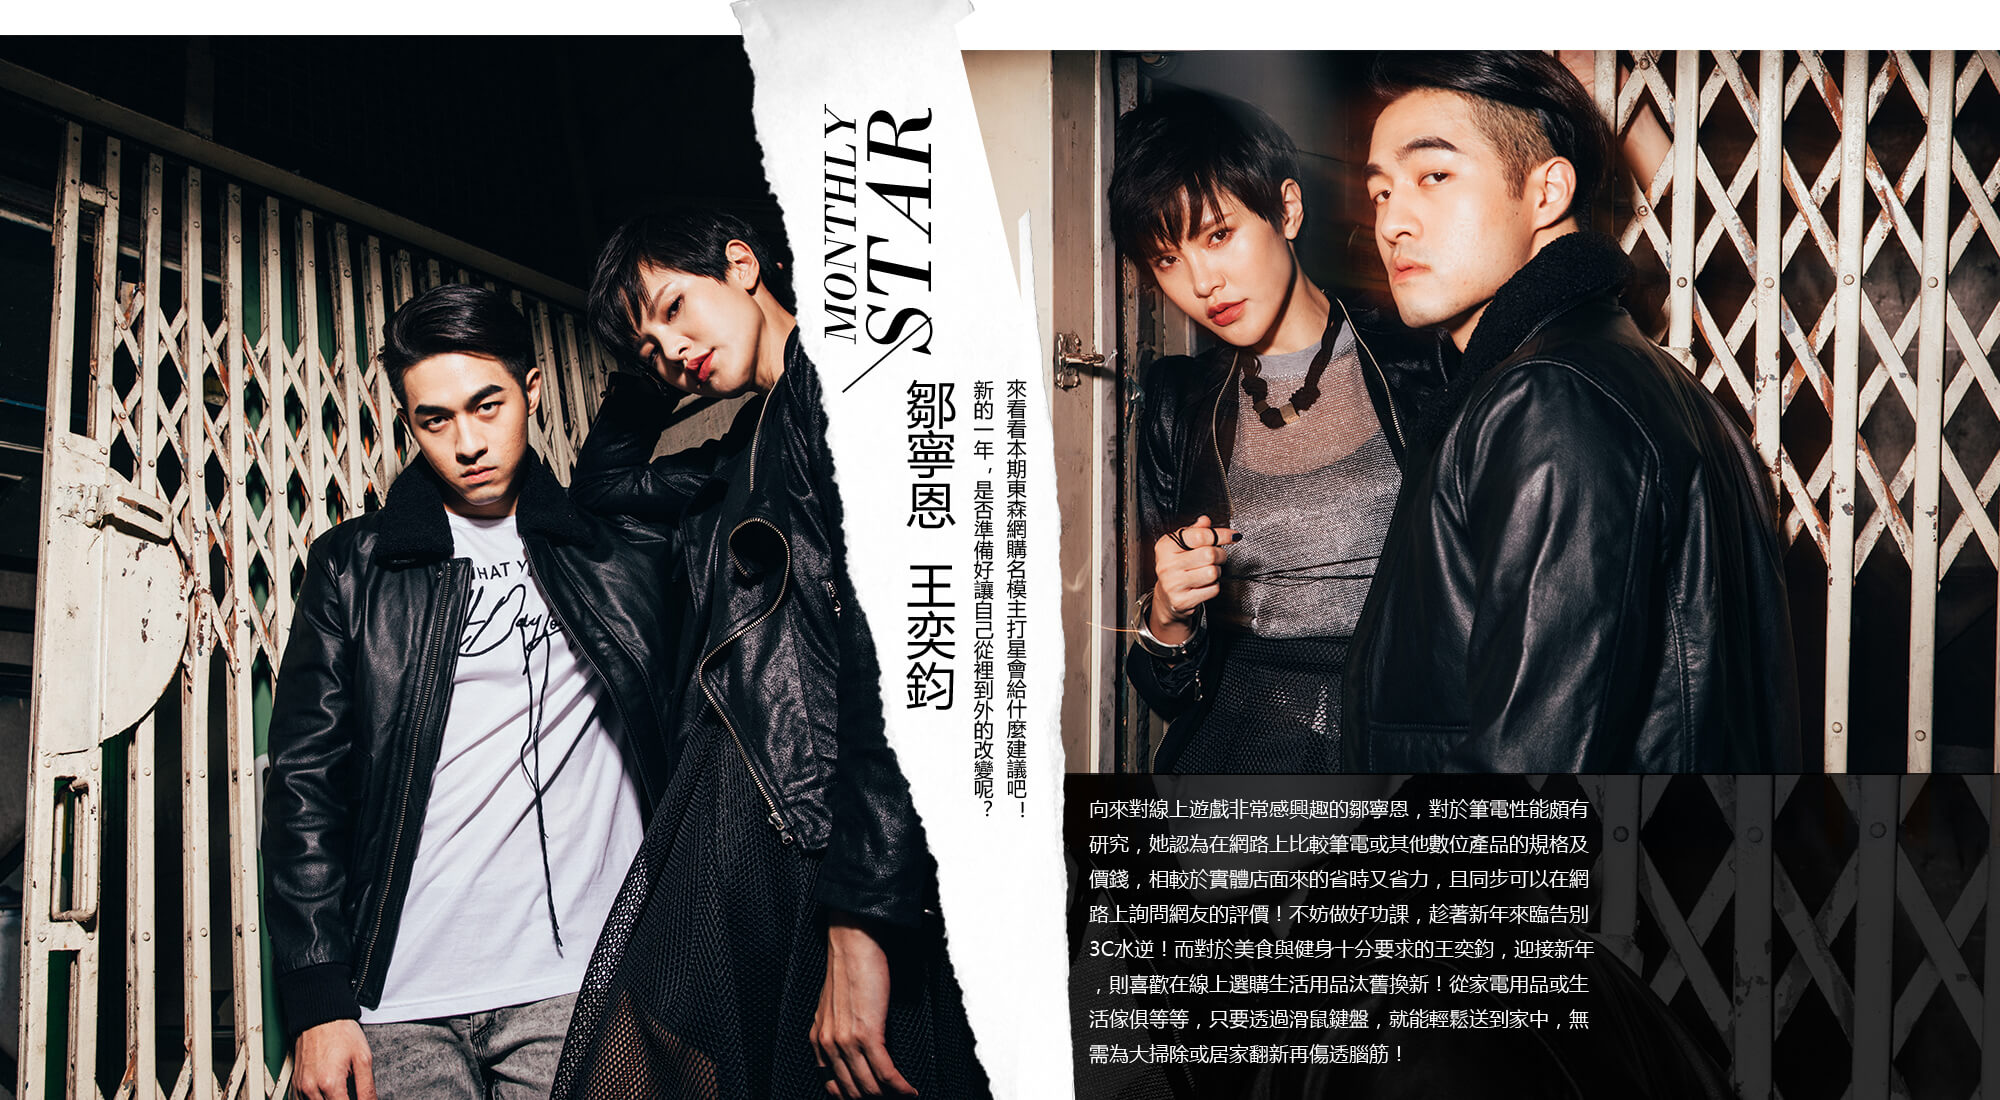 MONTHLY
STAR
鄒寧恩 王奕鈞
來看看本期東森網購名模主打星會給什麼建議吧！
新的一年，是否準備好讓自己從裡到外的改變呢？
HAT Y
向來對線上遊戲非常感興趣的鄒寧恩，對於筆電性能頗有
研究，她認為在網路上比較筆電或其他數位產品的規格及
價錢，相較於實體店面來的省時又省力，且同步可以在網
路上詢問網友的評價！不妨做好功課，趁著新年來臨告別
3C水逆！而對於美食與健身十分要求的王奕鈞，迎接新年
，則喜歡在線上選購生活用品汰舊換新！從家電用品或生
活傢俱等等，只要透過滑鼠鍵盤，就能輕鬆送到家中，無
需為大掃除或居家翻新再傷透腦筋！